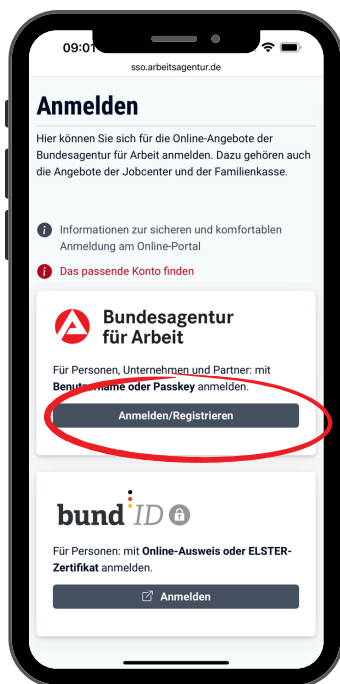 09:01
sso.arbeitsagentur.de
Anmelden
Hier können Sie sich für die Online-Angebote der
Bundesagentur für Arbeit anmelden. Dazu gehören auch
die Angebote der Jobcenter und der Familienkasse.
Informationen zur sicheren und komfortablen
Anmeldung am Online-Portal
Das passende Konto finden
Bundesagentur
für Arbeit
Für Personen, Unternehmen und Partner: mit
Benutzername oder Passkey anmelden.
Anmelden/Registrieren
bund ID
Für Personen: mit Online-Ausweis oder ELSTER-
Zertifikat anmelden.
Anmelden